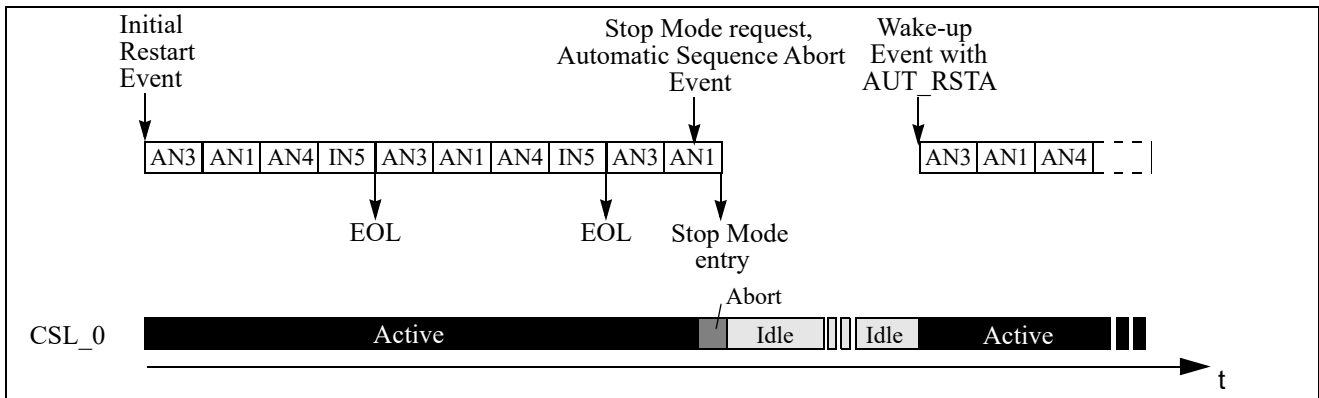 Initial
Restart
Event
Stop Mode request,
Automatic Sequence Abort
Event
Wake-up
Event with
AUT_RSTA
AN3 AN1 AN4 IN5 AN3 AN1 AN4 IN5 AN3 AN1
AN3 AN1 AN4
EOL
EOL
Stop Mode
entry
Abort
CSL_0
Active
Idle
Idle
Active
t